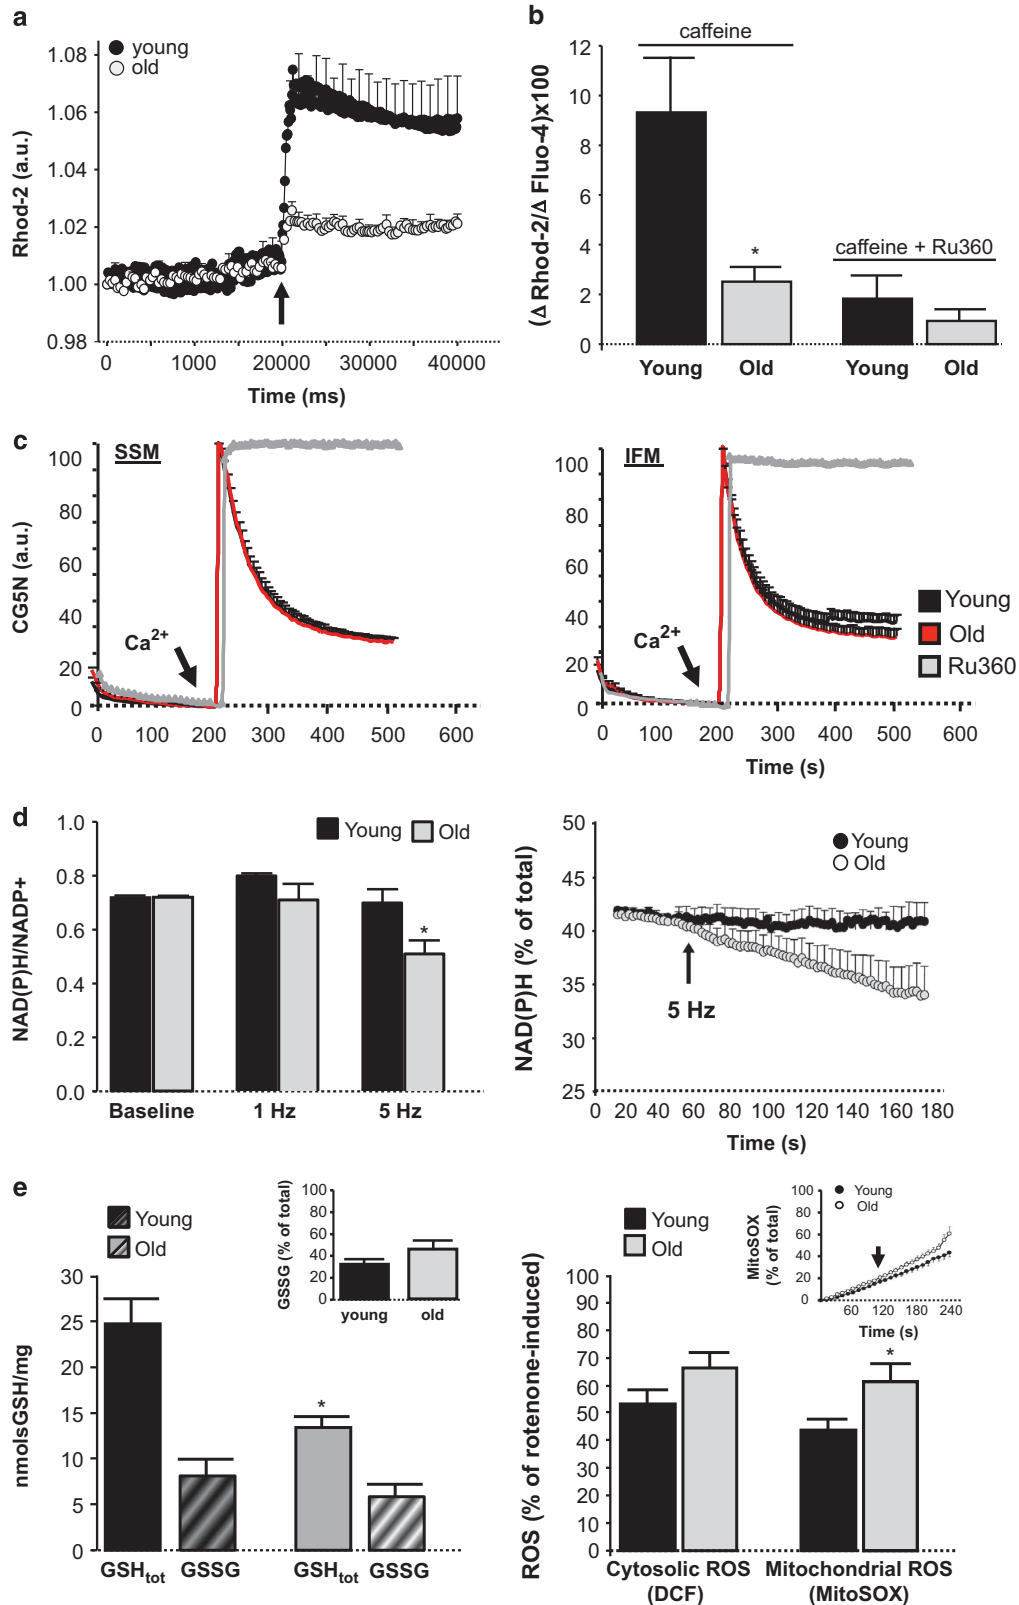 a
young
old
1.08
1.06
1.04
1.02
1.00
0.98
Rhod-2 (a.u.)
0 10000 20000 30000 40000
Time (ms)
b
caffeine
caffeine + Ru360
12
10
8
6
4
2
0
(Δ Rhod-2/Δ Fluo-4)x100
*
Young Old Young Old
c
SSM
100
80
60
40
20
0
CG5N (a.u.)
Ca2+
0 100 200 300 400 500 600
IFM
100
80
60
40
20
0
Ca2+
Young
Old
Ru360
0 100 200 300 400 500 600
Time (s)
d
Young Old
1.0
0.8
0.6
0.4
0.2
0.0
NAD(P)H/NADP+
*
Baseline 1 Hz 5 Hz
50
45
40
35
30
25
NAD(P)H (% of total)
Young
Old
5 Hz
0 20 40 60 80 100 120 140 160 180
Time (s)
e
Young
Old
30
25
20
15
10
5
0
nmolsGSH/mg
*
GSHtot GSSG GSHtot GSSG
100
80
60
40
20
0
GSSG (% of total)
young old
Young
Old
100
90
80
70
60
50
40
30
20
10
0
ROS (% of rotenone-induced)
*
Cytosolic ROS (DCF)
Mitochondrial ROS (MitoSOX)
100
80
60
40
20
0
MitoSOX (% of total)
Young
Old
60 120 180 240
Time (s)